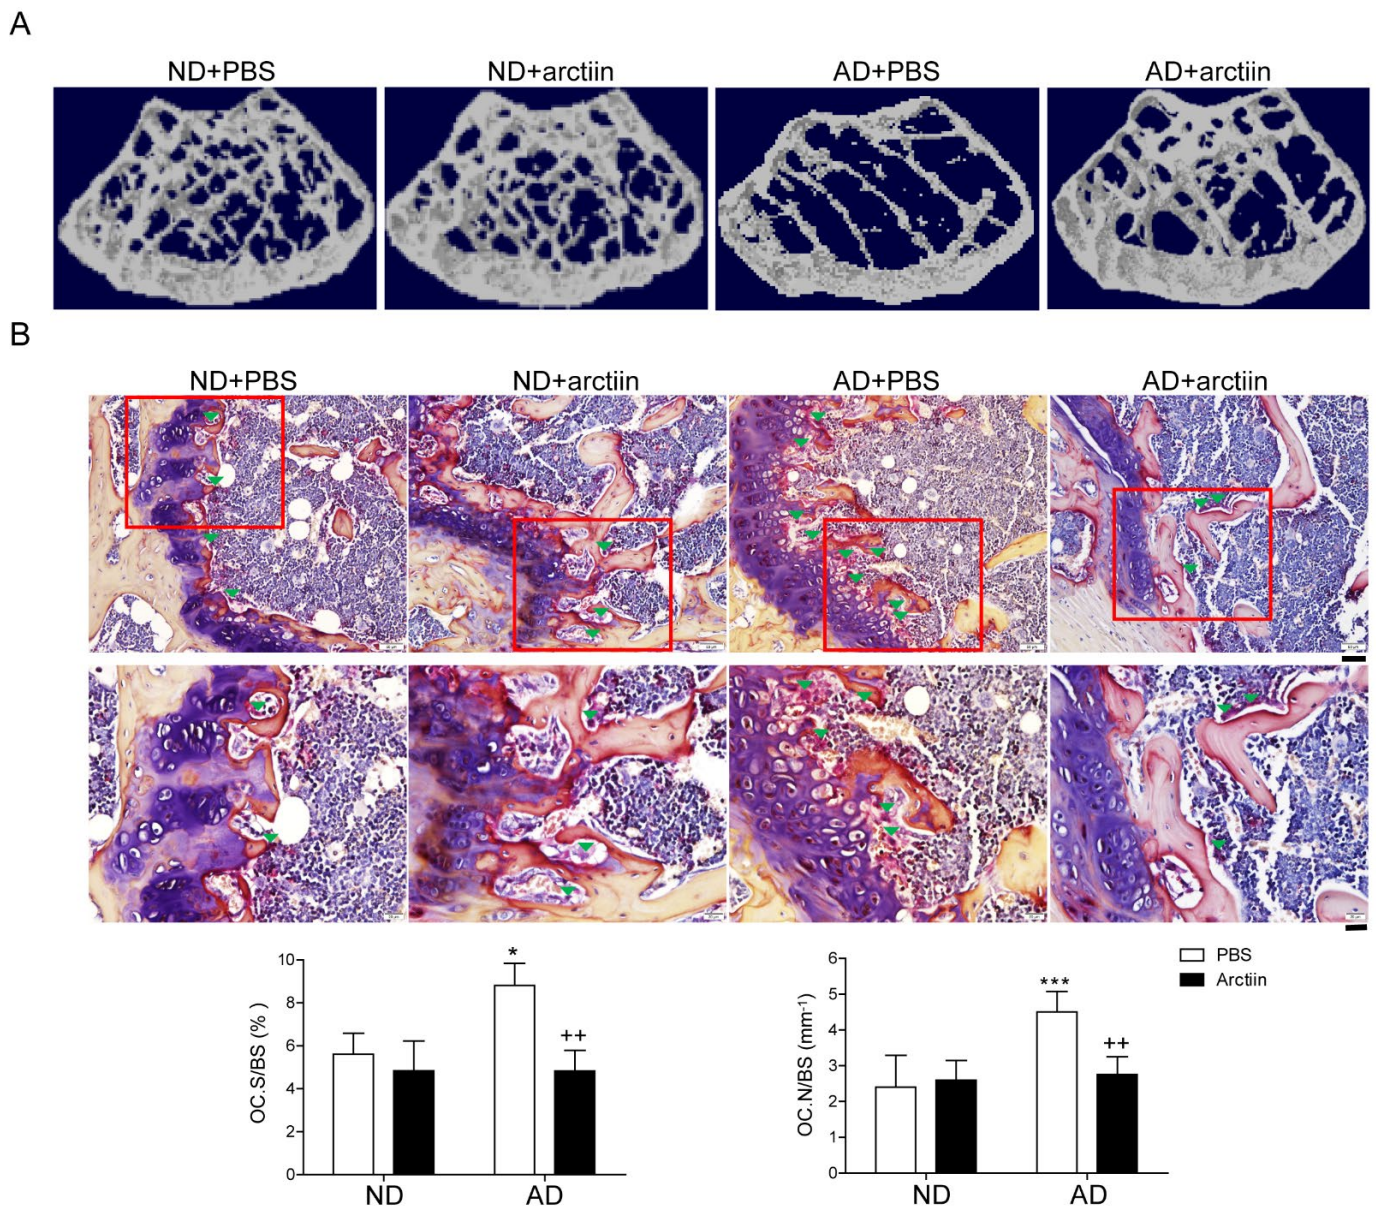 A
ND+PBS ND+arctiin AD+PBS AD+arctiin
B
ND+PBS ND+arctiin AD+PBS AD+arctiin
OC.S/BS (% )
10
8
6
4
2
0
*
++
ND AD
OC.N/BS (mm⁻¹)
6
5
4
3
2
1
0
***
++
ND AD
PBS
Arctiin